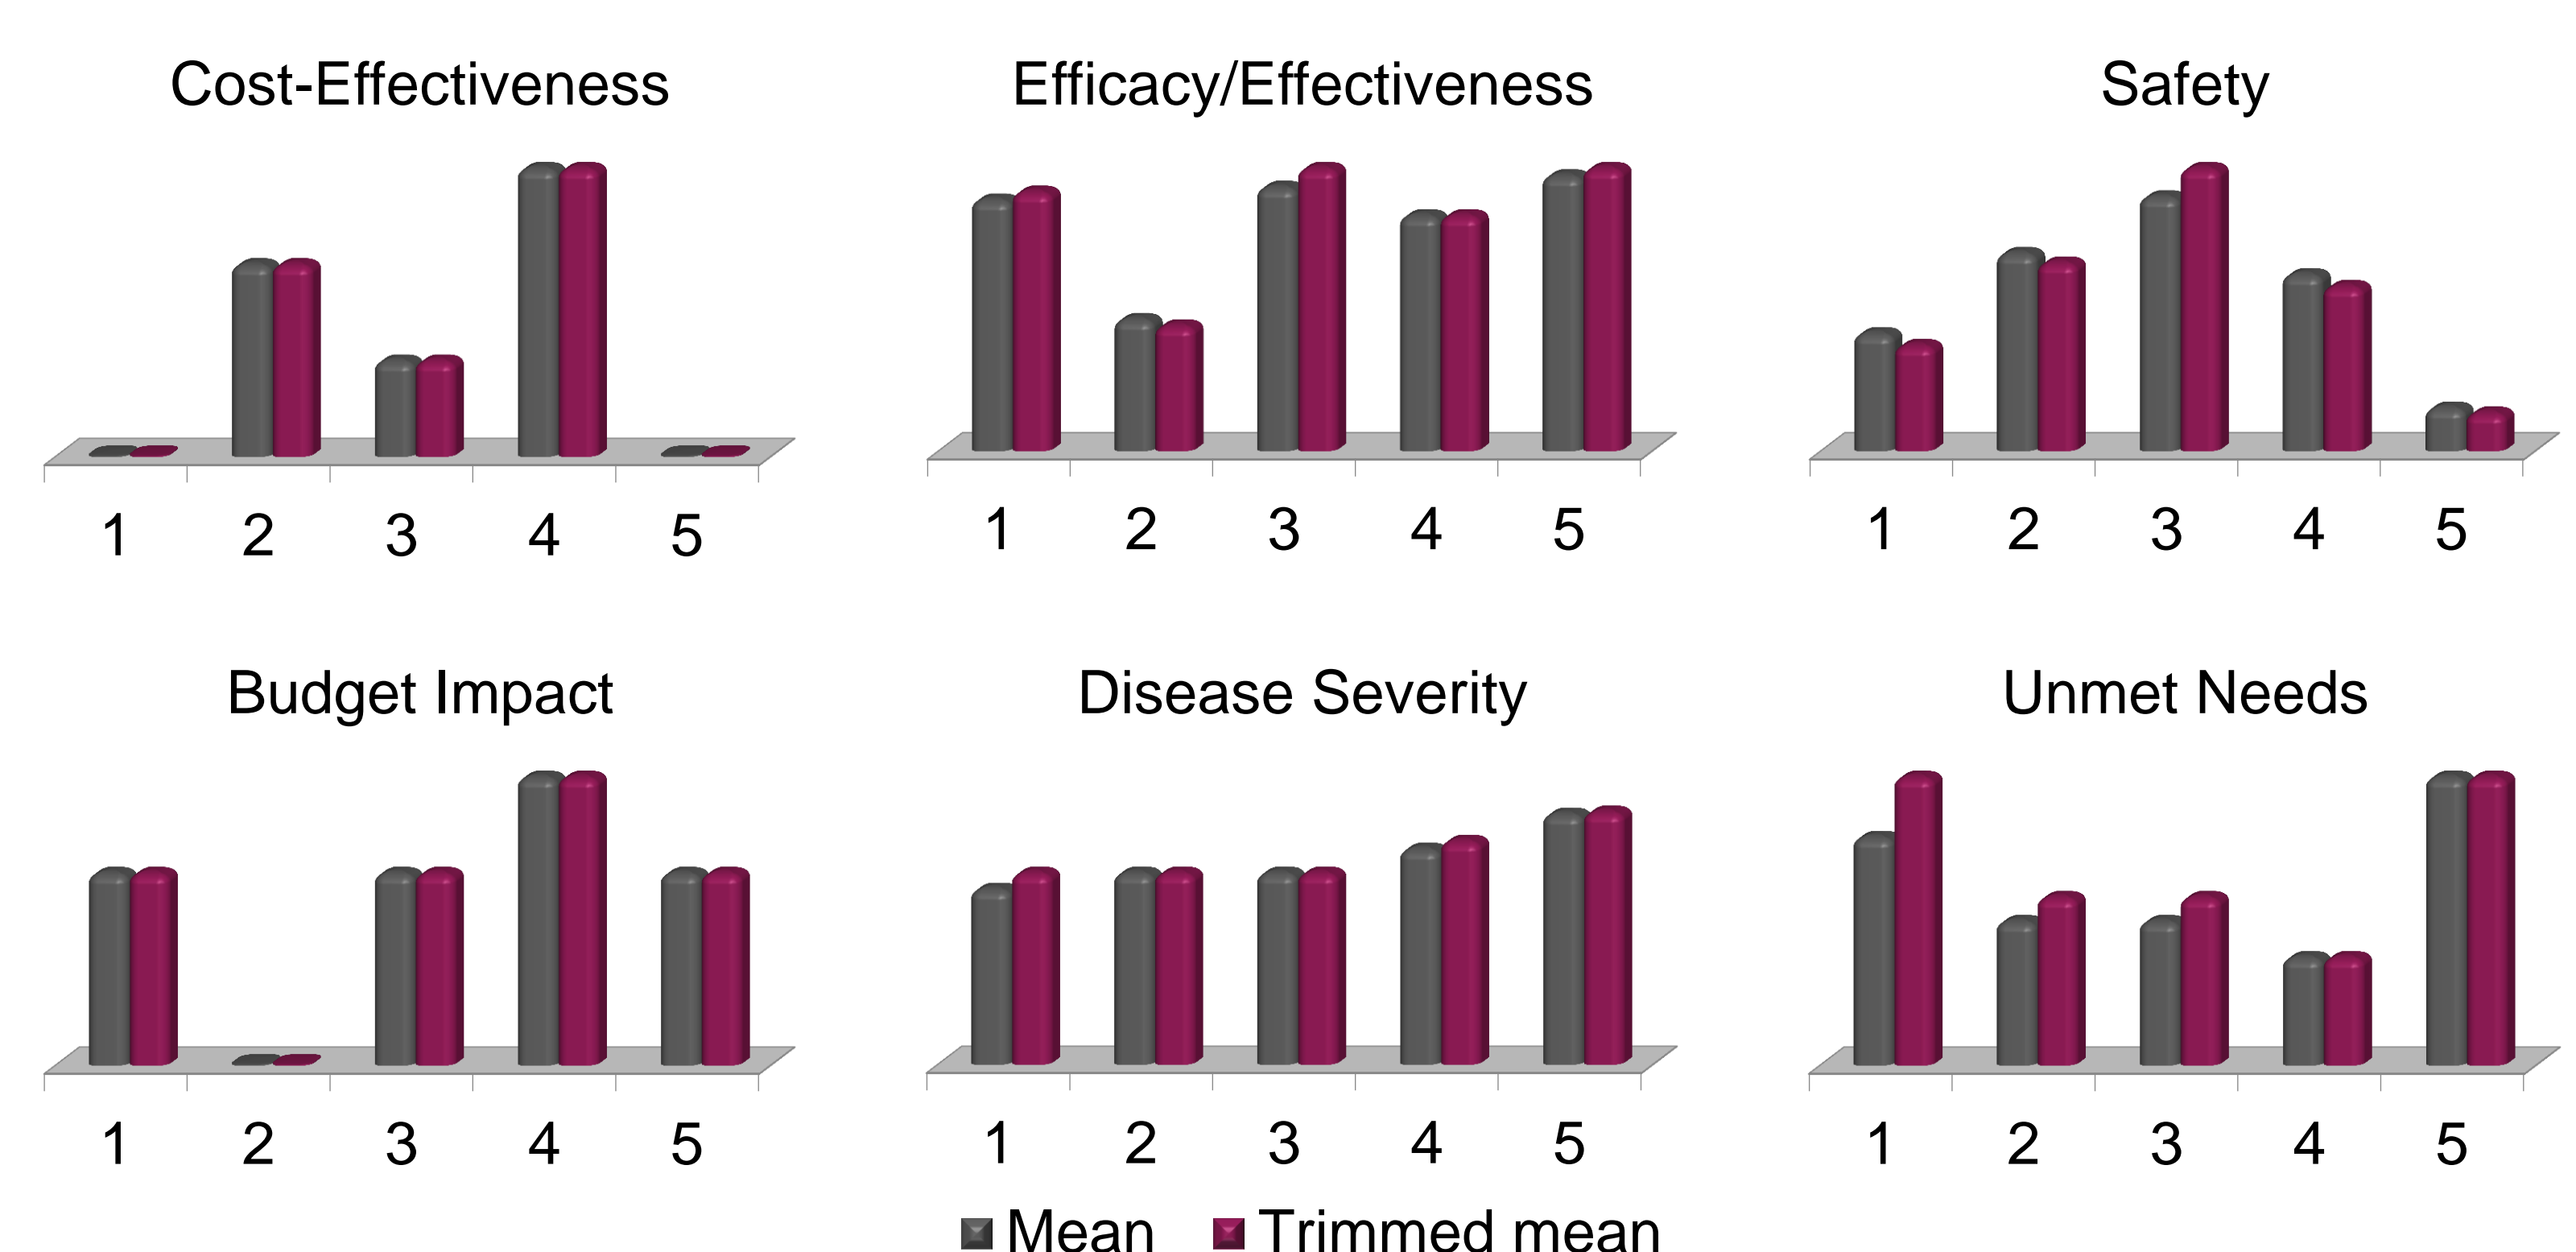 Cost-Effectiveness
Efficacy/Effectiveness
Safety
1 2 3 4 5
1 2 3 4 5
1 2 3 4 5
Budget Impact
Disease Severity
Unmet Needs
1 2 3 4 5
1 2 3 4 5
1 2 3 4 5
Mean
Trimmed mean